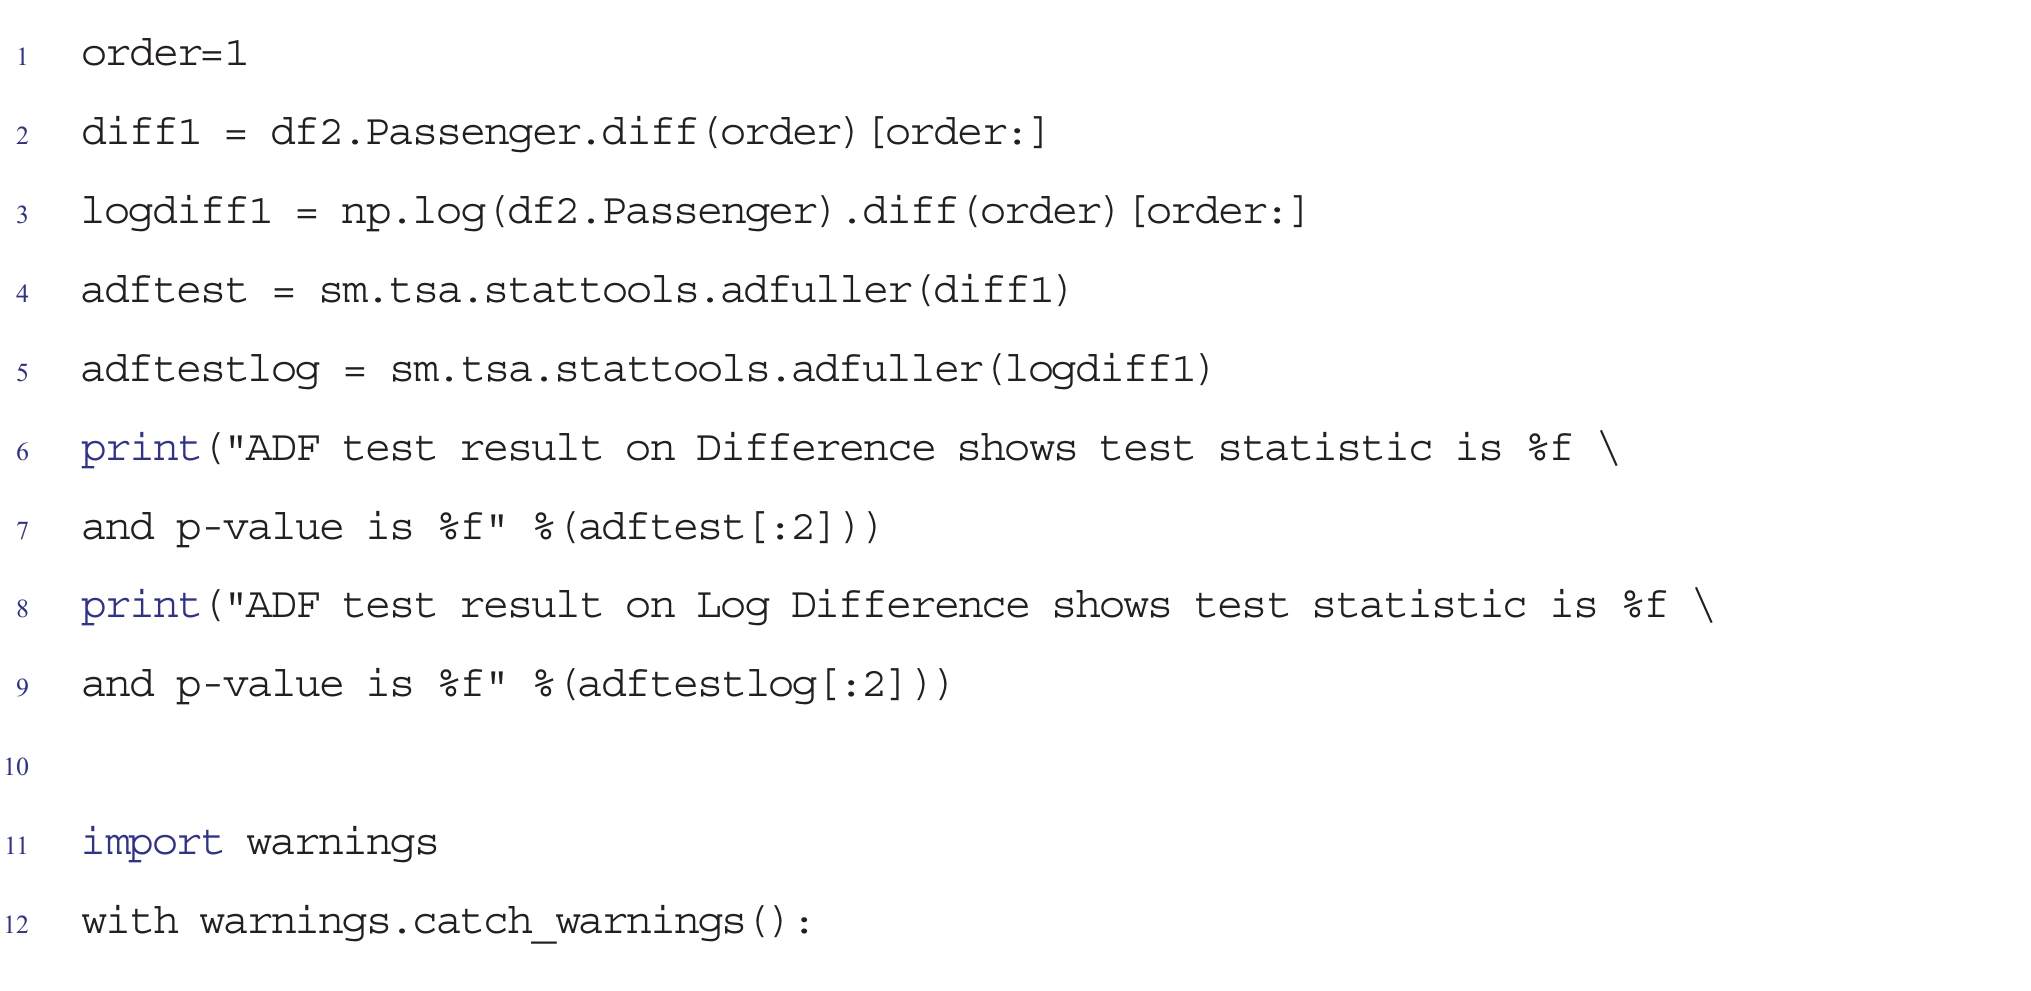 1 order=1
2 diff1 = df2.Passenger.diff(order)[order:]
3 logdiff1 = np.log(df2.Passenger).diff(order)[order:]
4 adftest = sm.tsa.stattools.adfuller(diff1)
5 adftestlog = sm.tsa.stattools.adfuller(logdiff1)
6 print("ADF test result on Difference shows test statistic is %f \
7 and p-value is %f" %(adftest[:2]))
8 print("ADF test result on Log Difference shows test statistic is %f \
9 and p-value is %f" %(adftestlog[:2]))
10
11 import warnings
12 with warnings.catch_warnings():